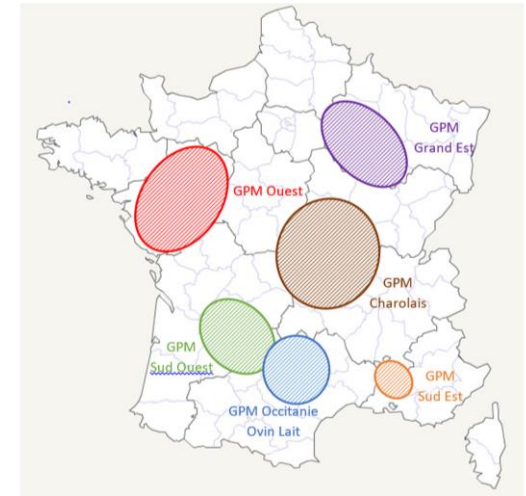 GPM
Grand Est
GPM Ouest
GPM
Charolais
GPM
Sud Ouest
GPM
Sud Est
GPM Occitanie
Ovin Lait